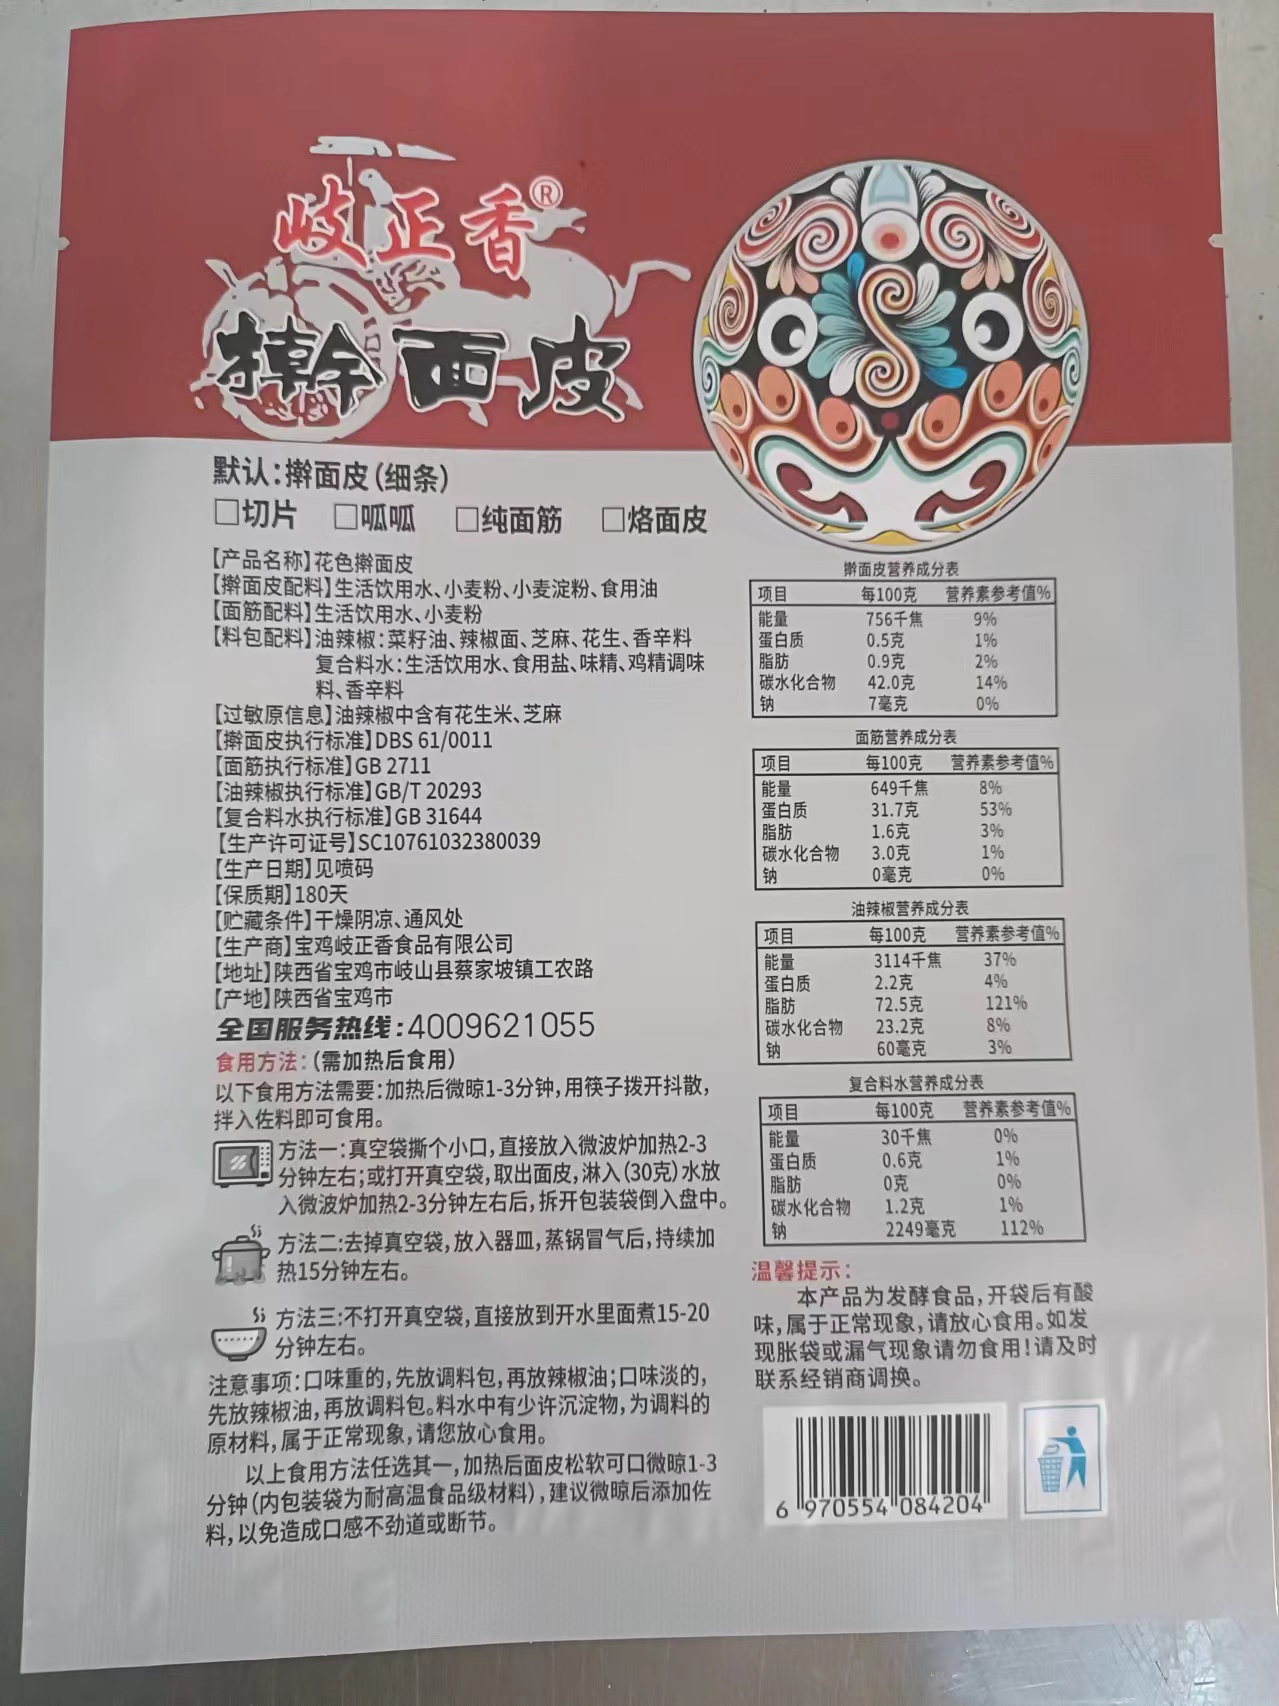 岐正香®
擀面皮
默认:擀面皮(细条)
□切片 □呱呱 □纯面筋 □烙面皮
【产品名称】花色擀面皮
【擀面皮配料】生活饮用水、小麦粉、小麦淀粉、食用油
【面筋配料】生活饮用水、小麦粉
【料包配料】油辣椒:菜籽油、辣椒面、芝麻、花生、香辛料
复合料水:生活饮用水、食用盐、味精、鸡精调味
料、香辛料
【过敏原信息】油辣椒中含有花生米、芝麻
【擀面皮执行标准】DBS 61/0011
【面筋执行标准】GB 2711
【油辣椒执行标准】GB/T 20293
【复合料水执行标准】GB 31644
【生产许可证号】SC10761032380039
【生产日期】见喷码
【保质期】180天
【贮藏条件】干燥阴凉、通风处
【生产商】宝鸡岐正香食品有限公司
【地址】陕西省宝鸡市岐山县蔡家坡镇工农路
【产地】陕西省宝鸡市
全国服务热线:4009621055
食用方法:(需加热后食用)
以下食用方法需要:加热后微晾1-3分钟,用筷子拨开抖散,
拌入佐料即可食用。
方法一:真空袋撕个小口,直接放入微波炉加热2-3
分钟左右;或打开真空袋,取出面皮,淋入(30克)水放
入微波炉加热2-3分钟左右后,拆开包装袋倒入盘中。
方法二:去掉真空袋,放入器皿,蒸锅冒气后,持续加
热15分钟左右。
方法三:不打开真空袋,直接放到开水里面煮15-20
分钟左右。
注意事项:口味重的,先放调料包,再放辣椒油;口味淡的,
先放辣椒油,再放调料包。料水中有少许沉淀物,为调料的
原材料,属于正常现象,请您放心食用。
以上食用方法任选其一,加热后面皮松软可口微晾1-3
分钟(内包装袋为耐高温食品级材料),建议微晾后添加佐
料,以免造成口感不劲道或断节。
擀面皮营养成分表
项目 每100克 营养素参考值%
能量 756千焦 9%
蛋白质 0.5克 1%
脂肪 0.9克 2%
碳水化合物 42.0克 14%
钠 7毫克 0%
面筋营养成分表
项目 每100克 营养素参考值%
能量 649千焦 8%
蛋白质 31.7克 53%
脂肪 1.6克 3%
碳水化合物 3.0克 1%
钠 0毫克 0%
油辣椒营养成分表
项目 每100克 营养素参考值%
能量 3114千焦 37%
蛋白质 2.2克 4%
脂肪 72.5克 121%
碳水化合物 23.2克 8%
钠 60毫克 3%
复合料水营养成分表
项目 每100克 营养素参考值%
能量 30千焦 0%
蛋白质 0.6克 1%
脂肪 0克 0%
碳水化合物 1.2克 1%
钠 2249毫克 112%
温馨提示:
本产品为发酵食品,开袋后有酸
味,属于正常现象,请放心食用。如发
现胀袋或漏气现象请勿食用!请及时
联系经销商调换。
6 970554 084204